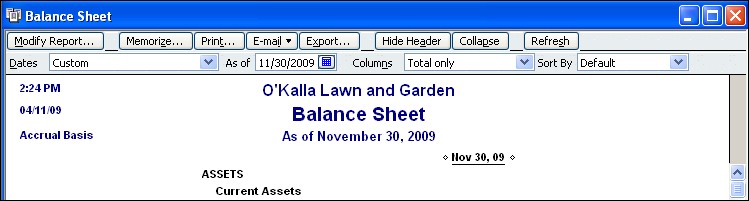 Balance Sheet
Modify Report... Memorize... Print... E-mail Export... Hide Header Collapse Refresh
Dates Custom As of 11/30/2009 Columns Total only Sort By Default
2:24 PM O'Kalla Lawn and Garden
04/11/09 Balance Sheet
Accrual Basis As of November 30, 2009
Nov 30, 09
ASSETS
Current Assets